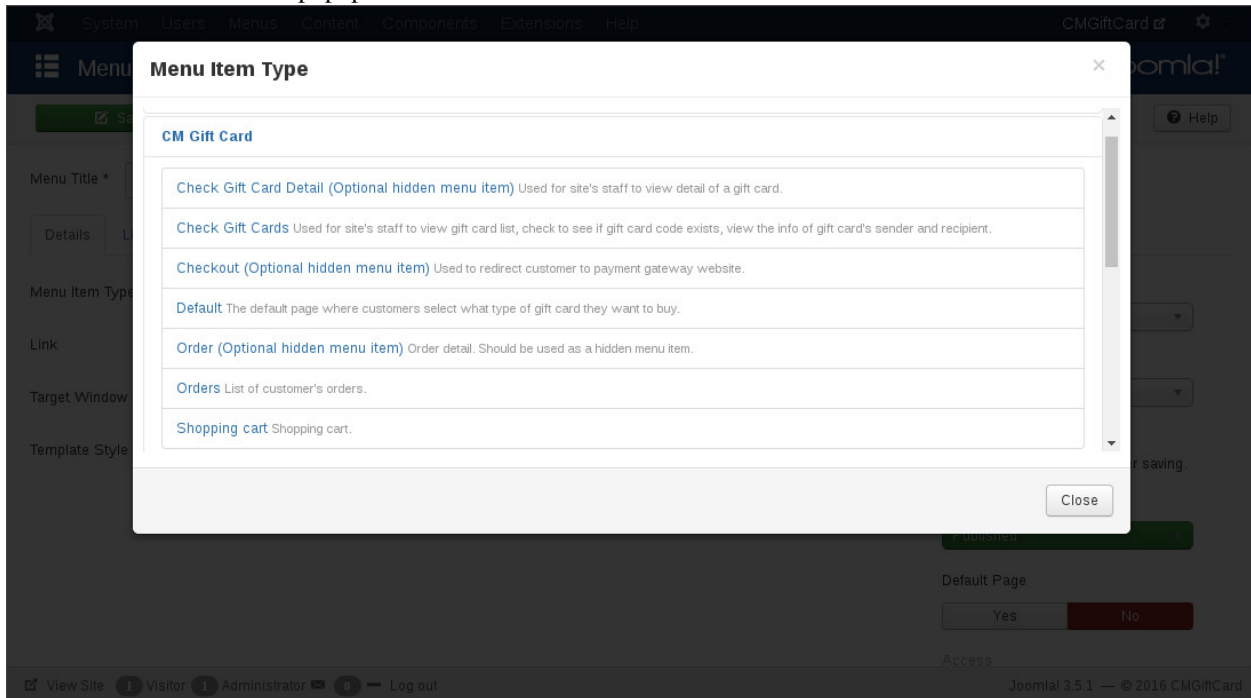 System Users Menus Content Components Extensions Help CMGiftCard
Menu
Menu Item Type ×
Help
CM Gift Card
Menu Title *
Check Gift Card Detail (Optional hidden menu item) Used for site's staff to view detail of a gift card.
Check Gift Cards Used for site's staff to view gift card list, check to see if gift card code exists, view the info of gift card's sender and recipient.
Details
Checkout (Optional hidden menu item) Used to redirect customer to payment gateway website.
Menu Item Type
Default The default page where customers select what type of gift card they want to buy.
Link
Order (Optional hidden menu item) Order detail. Should be used as a hidden menu item.
Orders List of customer's orders.
Target Window
Shopping cart Shopping cart.
Template Style
r saving.
Close
Published
Default Page
Yes No
Access
View Site 1 Visitor 1 Administrator 0 Log out Joomla! 3.5.1 — © 2016 CMGiftCard